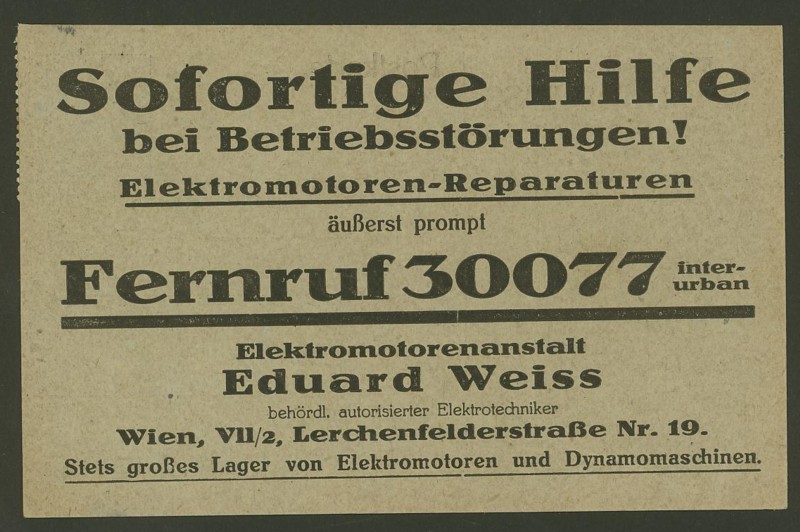 Sofortige Hilfe
bei Betriebsstörungen!
Elektromotoren-Reparaturen
äußerst prompt
Fernruf 30077 inter-
urban
Elektromotorenanstalt
Eduard Weiss
behördl. autorisierter Elektrotechniker
Wien, VII/2, Lerchenfelderstraße Nr. 19.
Stets großes Lager von Elektromotoren und Dynamomaschinen.